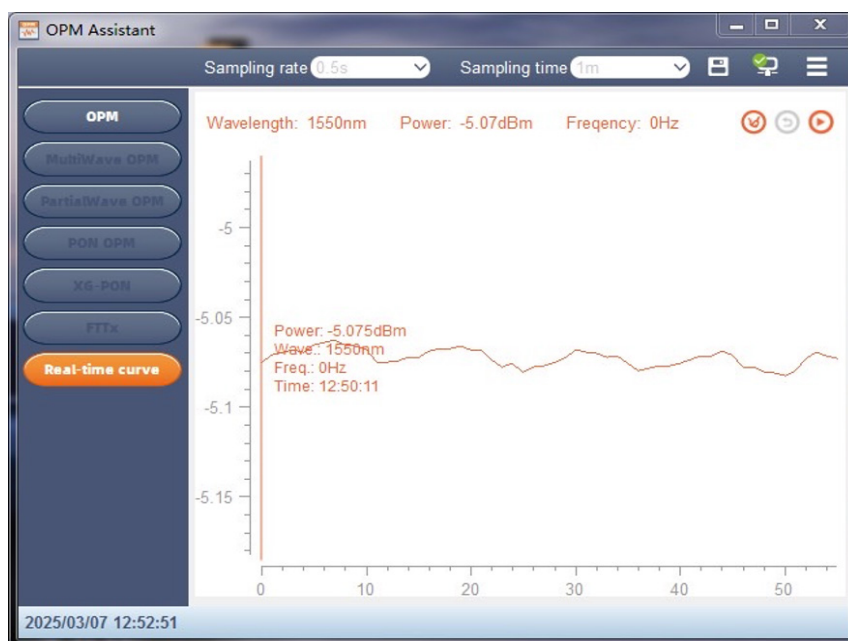 OPM Assistant
Sampling rate 0.5s Sampling time 1m
OPM
MultiWave OPM
PartialWave OPM
PON OPM
XG-PON
FTTx
Real-time curve
Wavelength: 1550nm Power: -5.07dBm Freqency: 0Hz
-5
-5.05
-5.1
-5.15
Power: -5.075dBm
Wave.: 1550nm
Freq.: 0Hz
Time: 12:50:11
0 10 20 30 40 50
2025/03/07 12:52:51